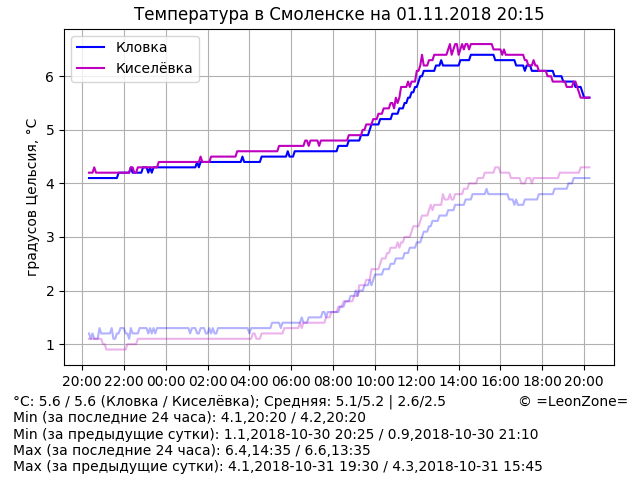 Температура в Смоленске на 01.11.2018 20:15
Кловка
Киселёвка
градусов Цельсия, °C
6
5
4
3
2
1
20:00 22:00 00:00 02:00 04:00 06:00 08:00 10:00 12:00 14:00 16:00 18:00 20:00
°C: 5.6 / 5.6 (Кловка / Киселёвка); Средняя: 5.1/5.2 | 2.6/2.5 © =LeonZone=
Min (за последние 24 часа): 4.1,20:20 / 4.2,20:20
Min (за предыдущие сутки): 1.1,2018-10-30 20:25 / 0.9,2018-10-30 21:10
Max (за последние 24 часа): 6.4,14:35 / 6.6,13:35
Max (за предыдущие сутки): 4.1,2018-10-31 19:30 / 4.3,2018-10-31 15:45